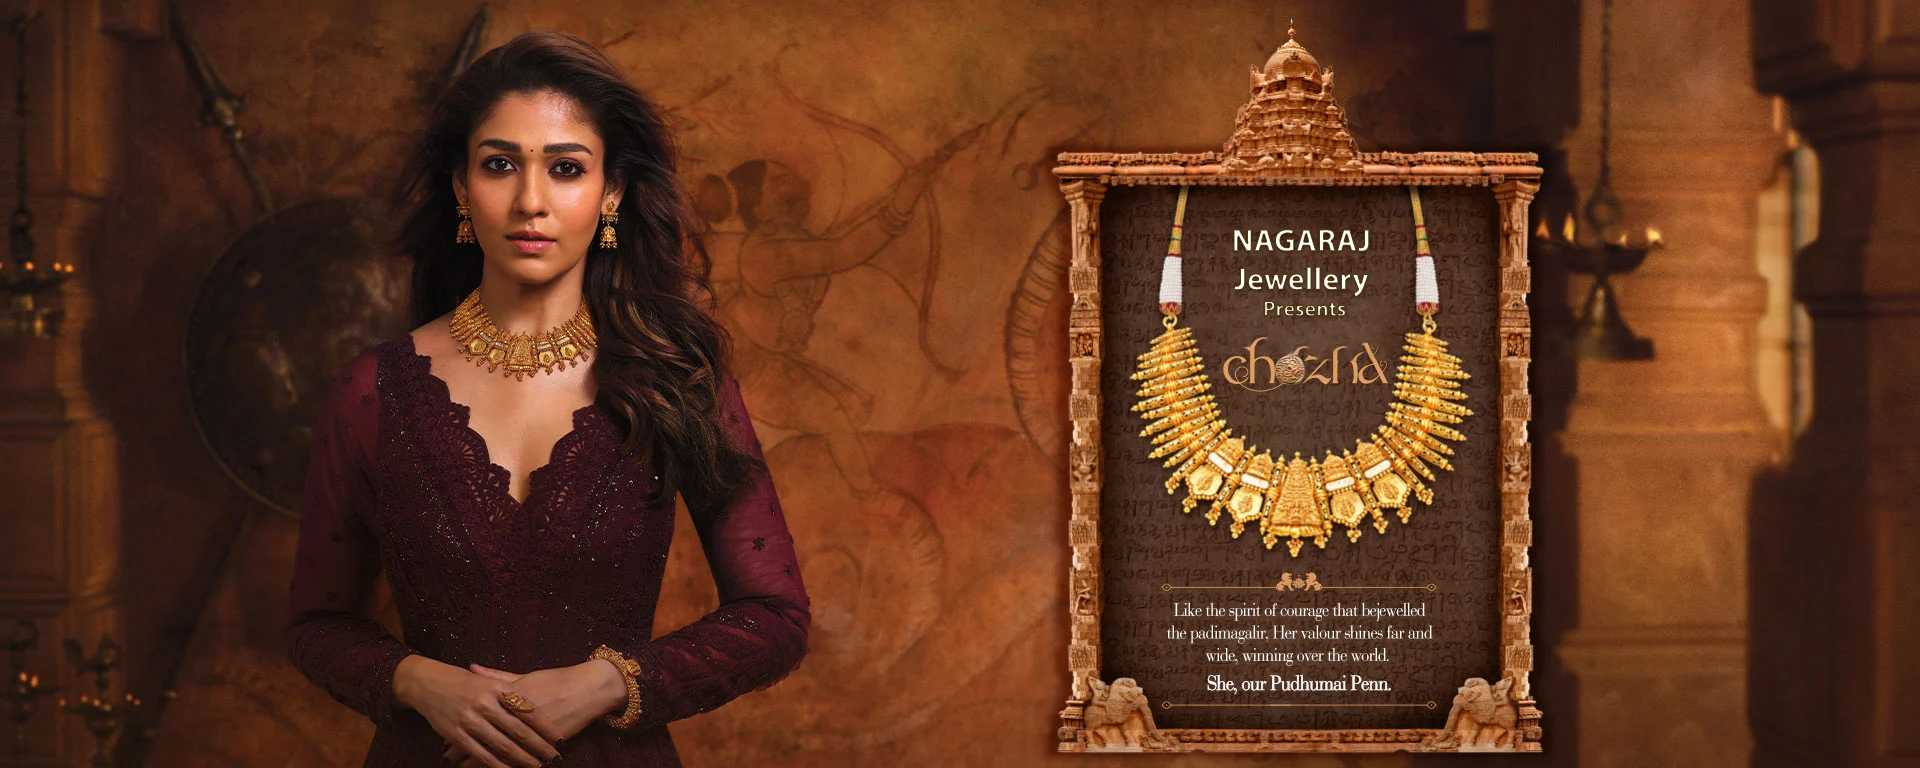 NAGARAJ
Jewellery
Presents
chozha
Like the spirit of courage that bejewelled
the padimagalir, Her valour shines far and
wide, winning over the world.
She, our Pudhumai Penn.